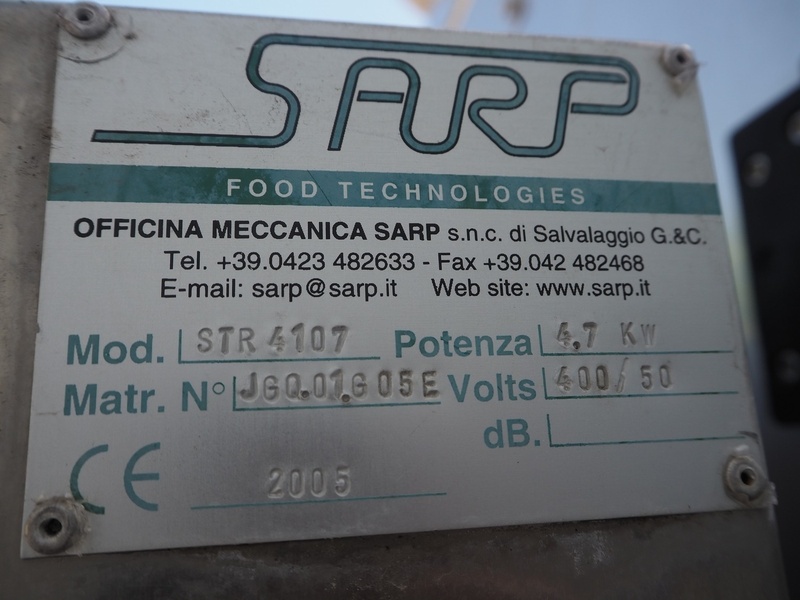 SARP
FOOD TECHNOLOGIES
OFFICINA MECCANICA SARP s.n.c. di Salvalaggio G.&C.
Tel. +39.0423 482633 - Fax +39.042 482468
E-mail: sarp@sarp.it Web site: www.sarp.it
Mod. STR 4107 Potenza 4,7 KW
Matr. N° JGQ.01.G05E Volts 400/50
dB.
CE 2005